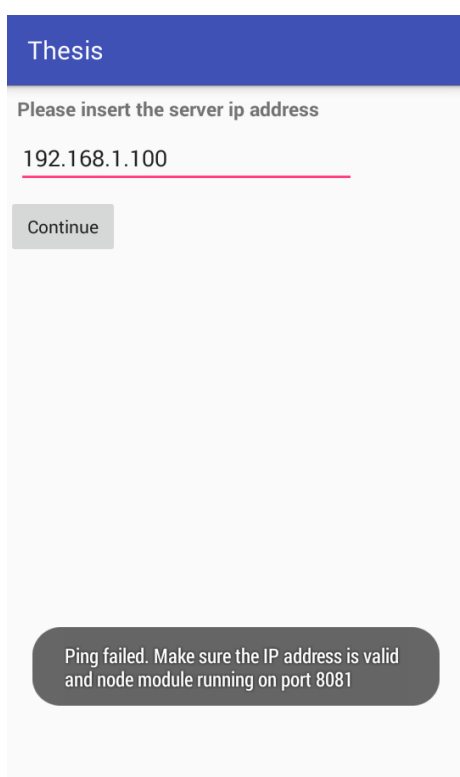 Thesis
Please insert the server ip address
192.168.1.100
Continue
Ping failed. Make sure the IP address is valid
and node module running on port 8081